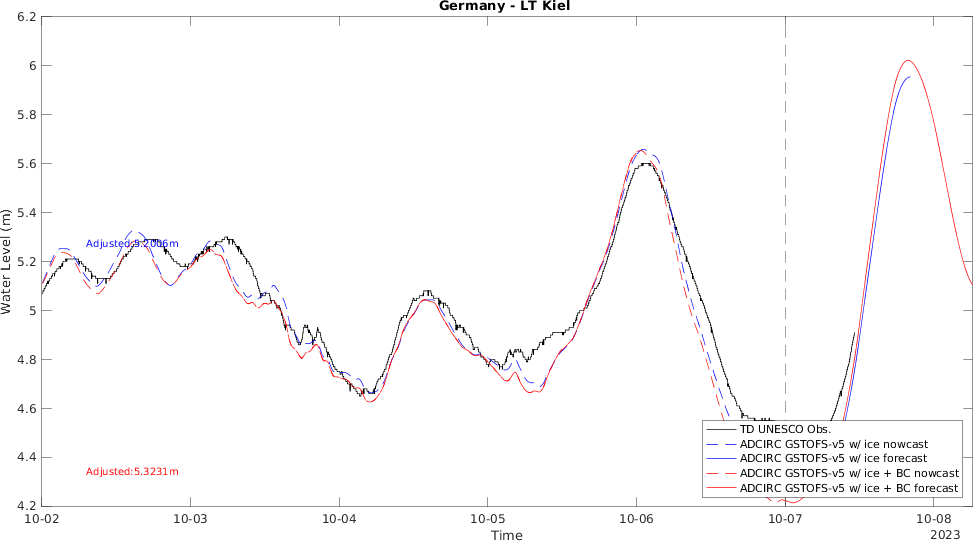 Germany - LT Kiel
6.2
6
5.8
5.6
5.4
5.2
5
4.8
4.6
4.4
4.2
Water Level (m)
Adjusted:5.2006m
Adjusted:5.3231m
TD UNESCO Obs.
ADCIRC GSTOFS-v5 w/ ice nowcast
ADCIRC GSTOFS-v5 w/ ice forecast
ADCIRC GSTOFS-v5 w/ ice + BC nowcast
ADCIRC GSTOFS-v5 w/ ice + BC forecast
10-02 10-03 10-04 10-05 10-06 10-07 10-08
Time
2023